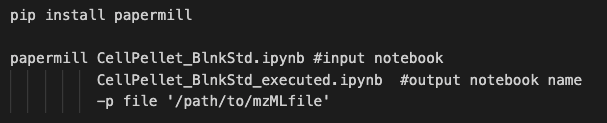 pip install papermill
papermill CellPellet_BlnkStd.ipynb #input notebook
CellPellet_BlnkStd_executed.ipynb  #output notebook name
-p file '/path/to/mzMLfile'